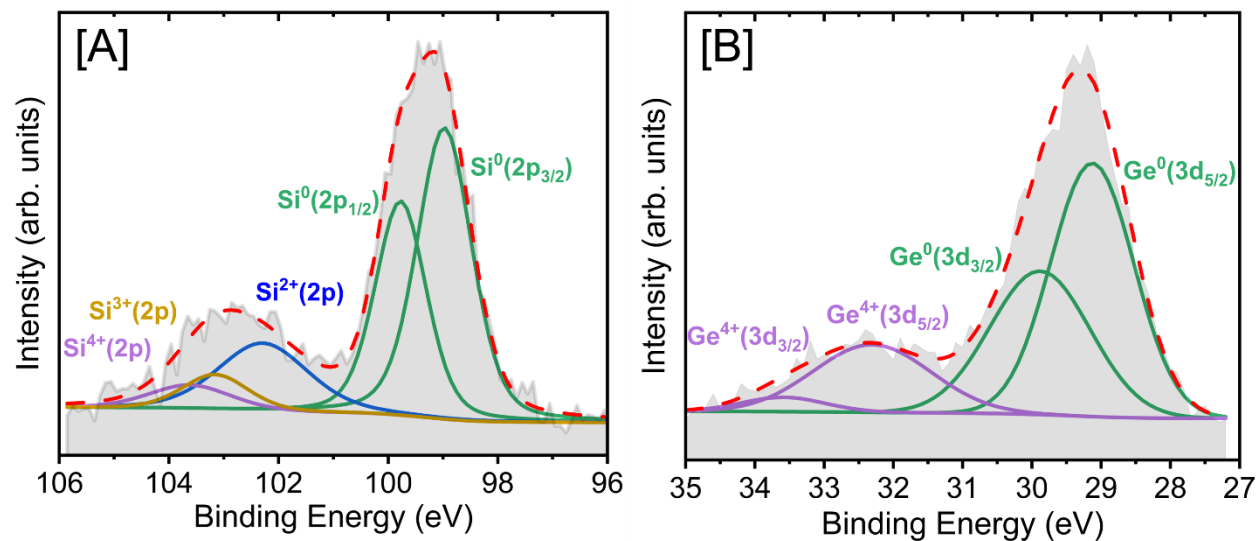 [A]
Intensity (arb. units)
Si⁰(2p₃/₂)
Si⁰(2p₁/₂)
Si²⁺(2p)
Si³⁺(2p)
Si⁴⁺(2p)
106 104 102 100 98 96
Binding Energy (eV)
[B]
Intensity (arb. units)
Ge⁰(3d₅/₂)
Ge⁰(3d₃/₂)
Ge⁴⁺(3d₅/₂)
Ge⁴⁺(3d₃/₂)
35 34 33 32 31 30 29 28 27
Binding Energy (eV)